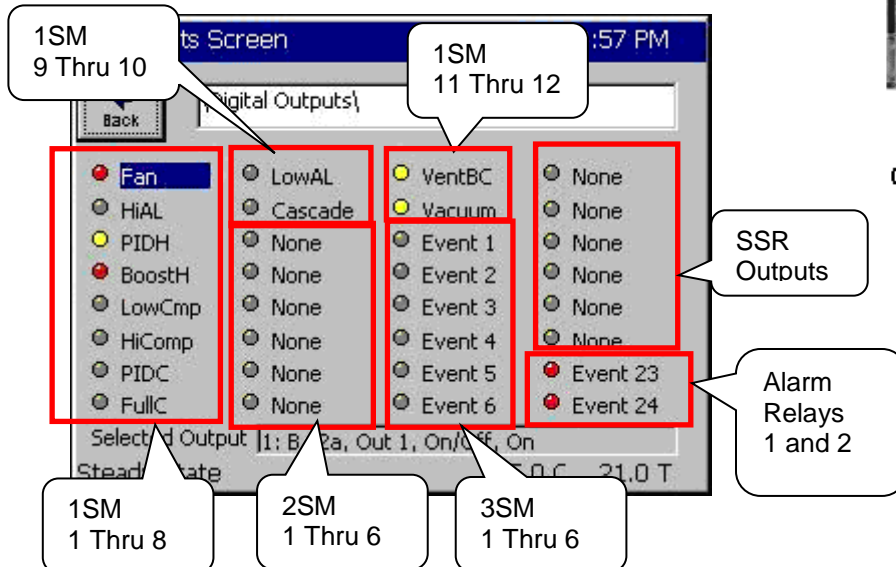 1SM
9 Thru 10
ts Screen
1SM
11 Thru 12
:57 PM
Back
Digital Outputs\
Fan
HiAL
PIDH
BoostH
LowCmp
HiComp
PIDC
FullC
LowAL
Cascade
None
None
None
None
None
None
VentBC
Vacuum
Event 1
Event 2
Event 3
Event 4
Event 5
Event 6
None
None
None
None
None
None
Event 23
Event 24
SSR
Outputs
Alarm
Relays
1 and 2
Selected Output 1: B 2a, Out 1, On/Off, On
Steady State 0 C 21.0 T
1SM
1 Thru 8
2SM
1 Thru 6
3SM
1 Thru 6